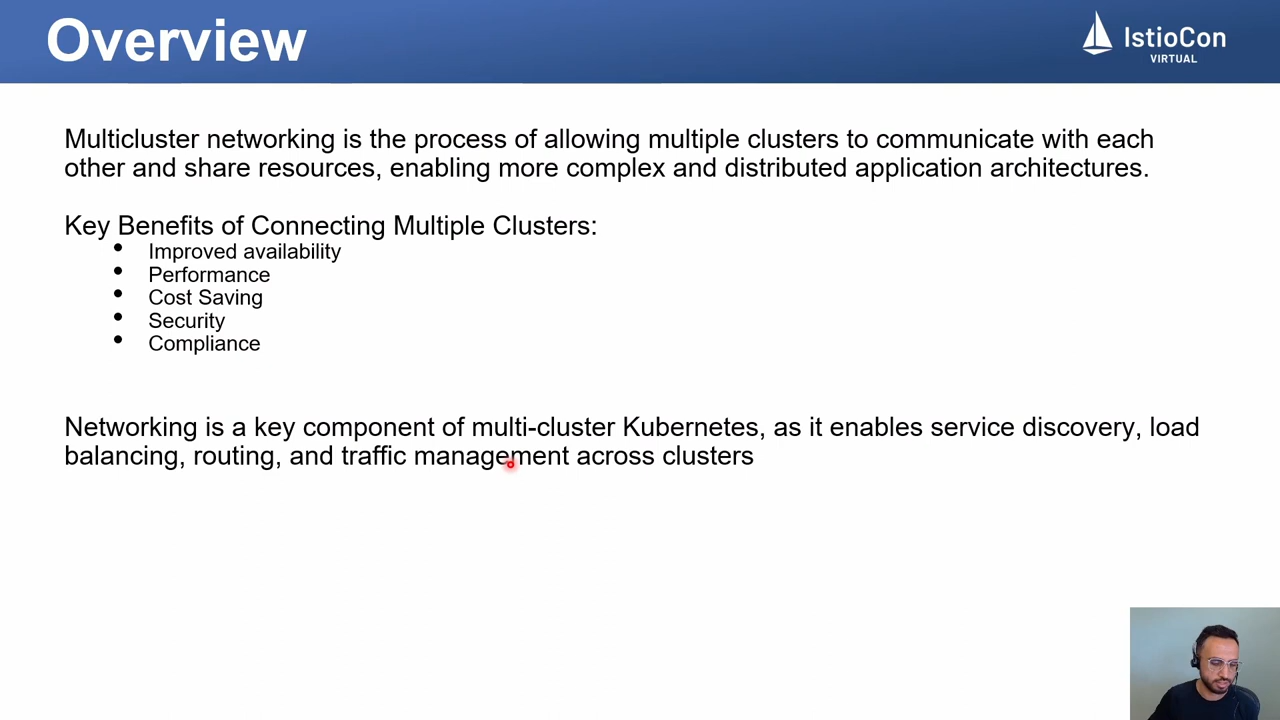 Overview
IstioCon
VIRTUAL
Multicluster networking is the process of allowing multiple clusters to communicate with each
other and share resources, enabling more complex and distributed application architectures.
Key Benefits of Connecting Multiple Clusters:
• Improved availability
• Performance
• Cost Saving
• Security
• Compliance
Networking is a key component of multi-cluster Kubernetes, as it enables service discovery, load
balancing, routing, and traffic management across clusters